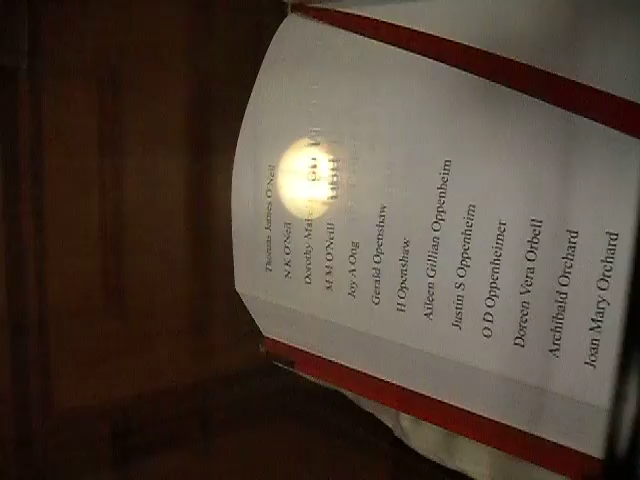 Thomas James O'Neil
N K O'Neil
Dorothy
M M O'Neill
Joy A Ong
Gerald Openshaw
H Openshaw
Aileen Gillian Oppenheim
Justin S Oppenheim
O D Oppenheimer
Doreen Vera Orbell
Archibald Orchard
Joan Mary Orchard